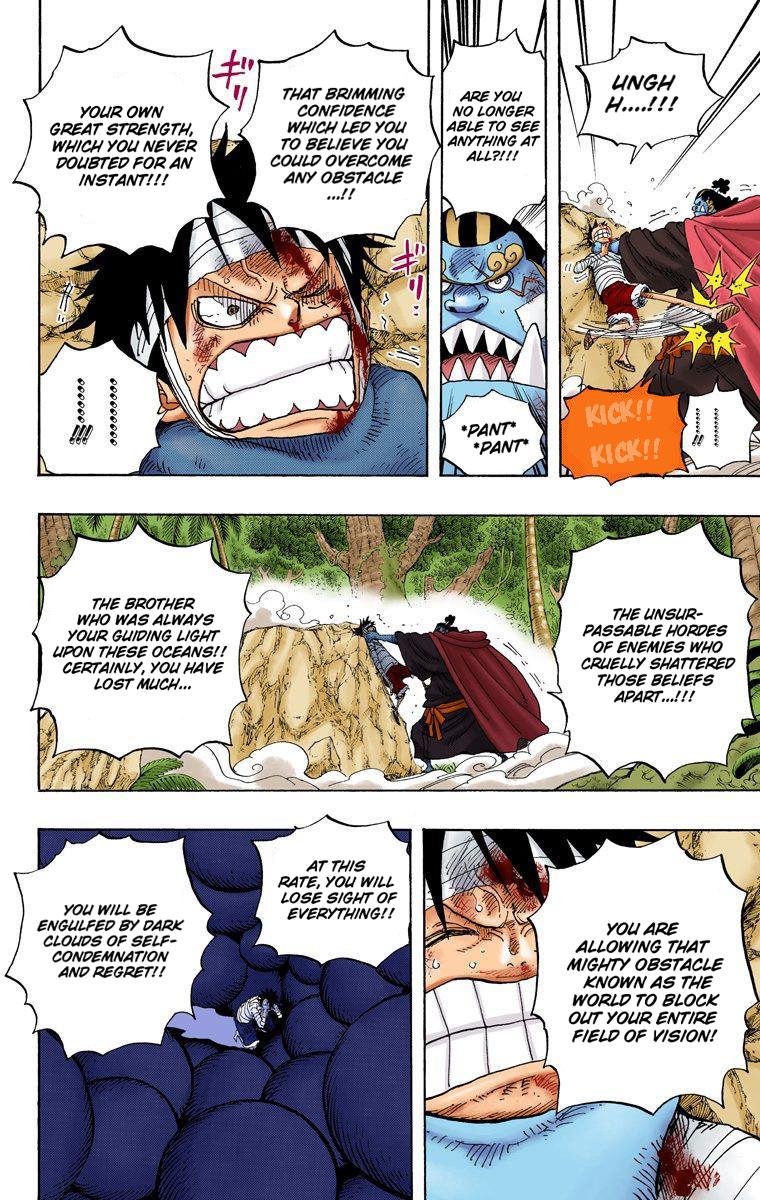 UNGH
H....!!!
KICK!!
KICK!!
.........
........!!
ARE YOU
NO LONGER
ABLE TO SEE
ANYTHING AT
ALL?!!!
*PANT*
*PANT*
THAT BRIMMING
CONFIDENCE
WHICH LED YOU
TO BELIEVE YOU
COULD OVERCOME
ANY OBSTACLE
...!!
ギリ
YOUR OWN
GREAT STRENGTH,
WHICH YOU NEVER
DOUBTED FOR AN
INSTANT!!!
ギリ...
THE UNSUR-
PASSABLE HORDES
OF ENEMIES WHO
CRUELLY SHATTERED
THOSE BELIEFS
APART...!!!
THE BROTHER
WHO WAS ALWAYS
YOUR GUIDING LIGHT
UPON THESE OCEANS!!
CERTAINLY, YOU HAVE
LOST MUCH...
YOU ARE
ALLOWING THAT
MIGHTY OBSTACLE
KNOWN AS THE
WORLD TO BLOCK
OUT YOUR ENTIRE
FIELD OF VISION!
AT THIS
RATE, YOU WILL
LOSE SIGHT OF
EVERYTHING!!
YOU WILL BE
ENGULFED BY DARK
CLOUDS OF SELF-
CONDEMNATION
AND REGRET!!